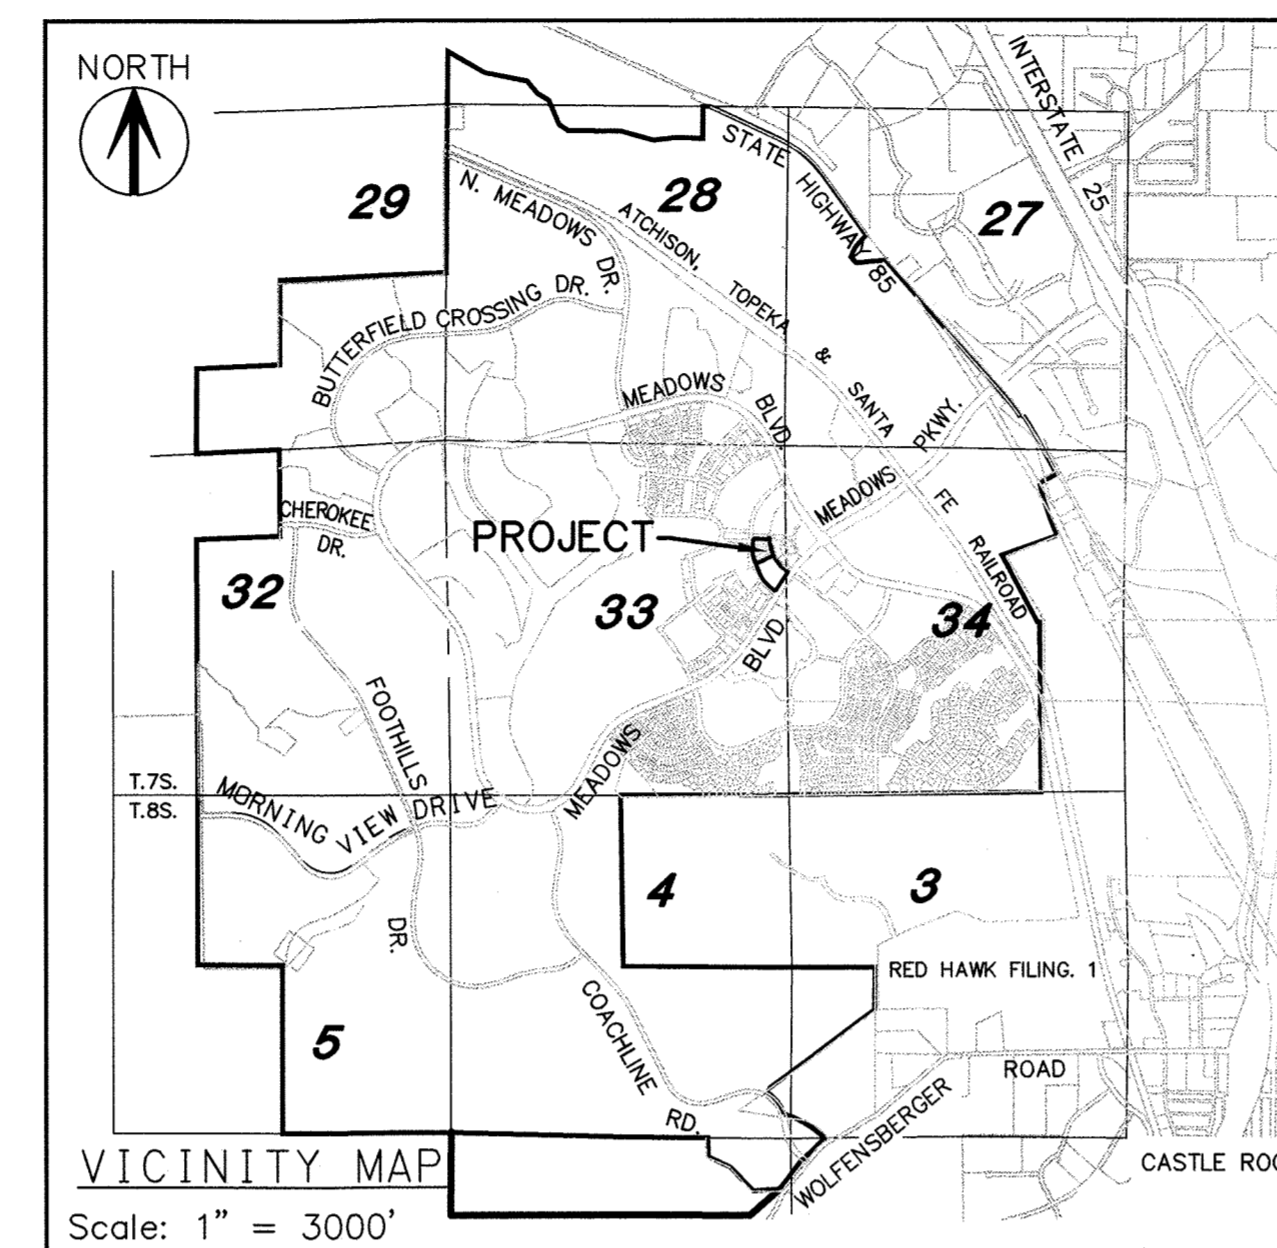 NORTH
INTERSTATE 25
STATE HIGHWAY 85
29
28
27
N. MEADOWS DR.
ATCHISON, TOPEKA & SANTA FE RAILROAD
BUTTERFIELD CROSSING DR.
MEADOWS BLVD.
MEADOWS PKWY.
CHEROKEE
DR.
PROJECT
32
33
34
MEADOWS BLVD.
FOOTHILLS DR.
T.7S.
T.8S.
MORNING VIEW DRIVE
4
3
RED HAWK FILING. 1
5
COACHLINE RD.
WOLFENSBERGER ROAD
VICINITY MAP
CASTLE ROC
Scale: 1" = 3000'